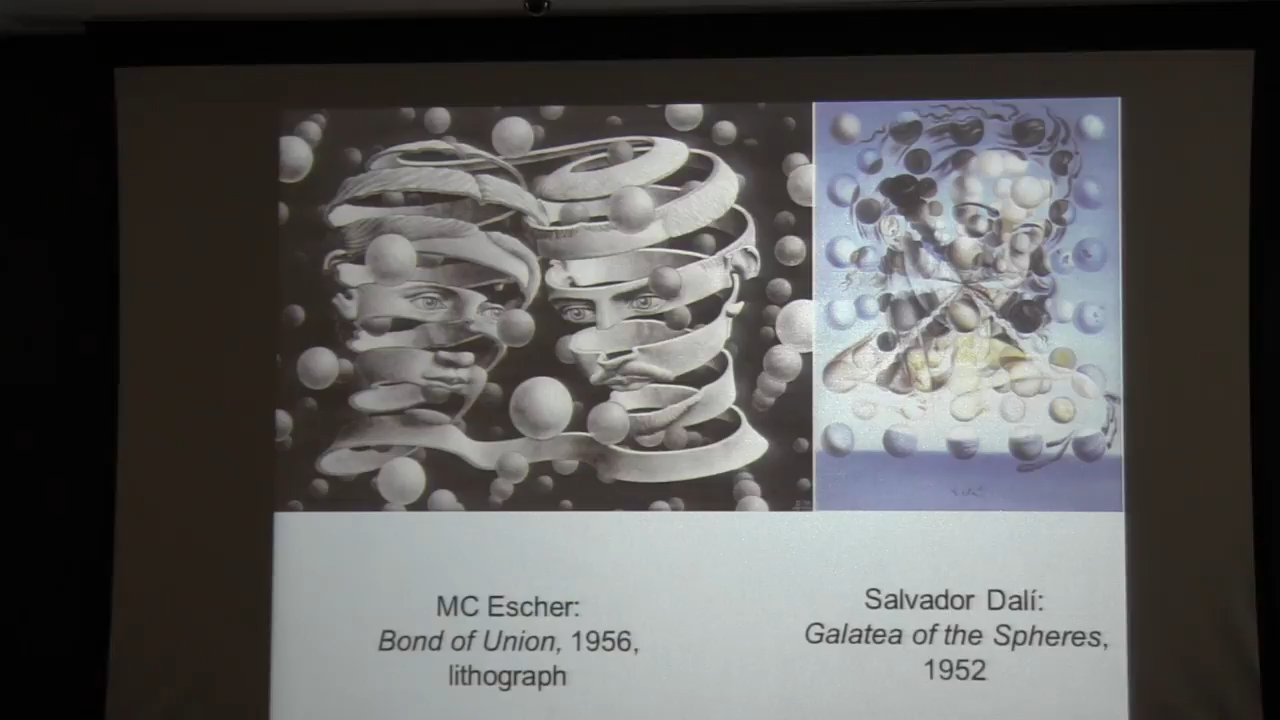 MC Escher:
Bond of Union, 1956,
lithograph
Salvador Dalí:
Galatea of the Spheres,
1952